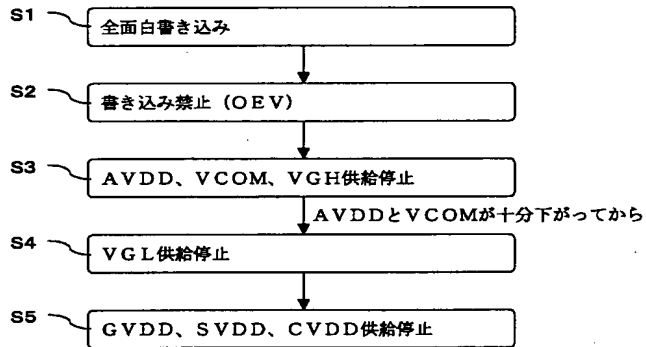 S1
全面白書き込み
S2
書き込み禁止（ＯＥＶ）
S3
ＡＶＤＤ、ＶＣＯＭ、ＶＧＨ供給停止
ＡＶＤＤとＶＣＯＭが十分下がってから
S4
ＶＧＬ供給停止
S5
ＧＶＤＤ、ＳＶＤＤ、ＣＶＤＤ供給停止